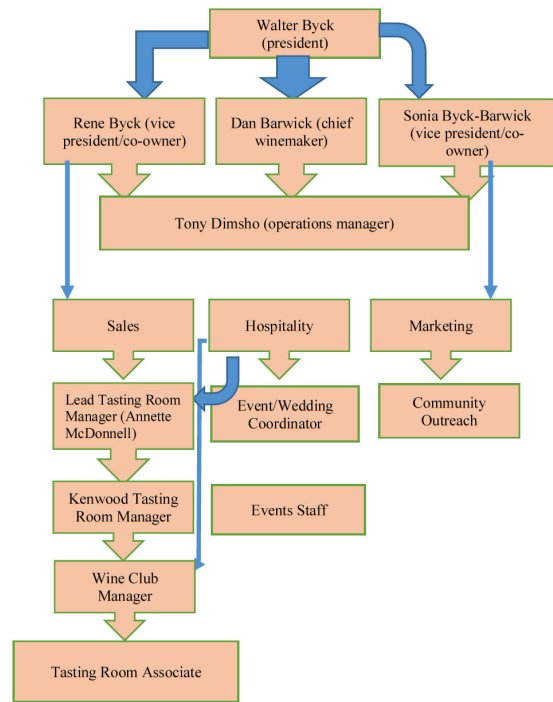 Walter Byck
(president)
Rene Byck (vice
president/co-owner)
Dan Barwick (chief
winemaker)
Sonia Byck-Barwick
(vice president/co-
owner)
Tony Dimsho (operations manager)
Sales
Hospitality
Marketing
Lead Tasting Room
Manager (Annette
McDonnell)
Event/Wedding
Coordinator
Community
Outreach
Kenwood Tasting
Room Manager
Events Staff
Wine Club
Manager
Tasting Room Associate